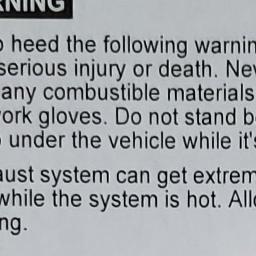 RNING
o heed the following warnin
serious injury or death. Nev
any combustible materials
ork gloves. Do not stand b
under the vehicle while it's
aust system can get extrem
while the system is hot. Allo
ng.